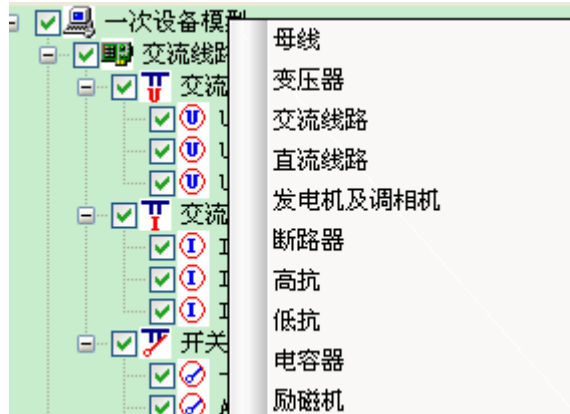 一次设备模型
交流线路
交流
U
U
U
交流
I
I
I
开关
母线
变压器
交流线路
直流线路
发电机及调相机
断路器
高抗
低抗
电容器
励磁机